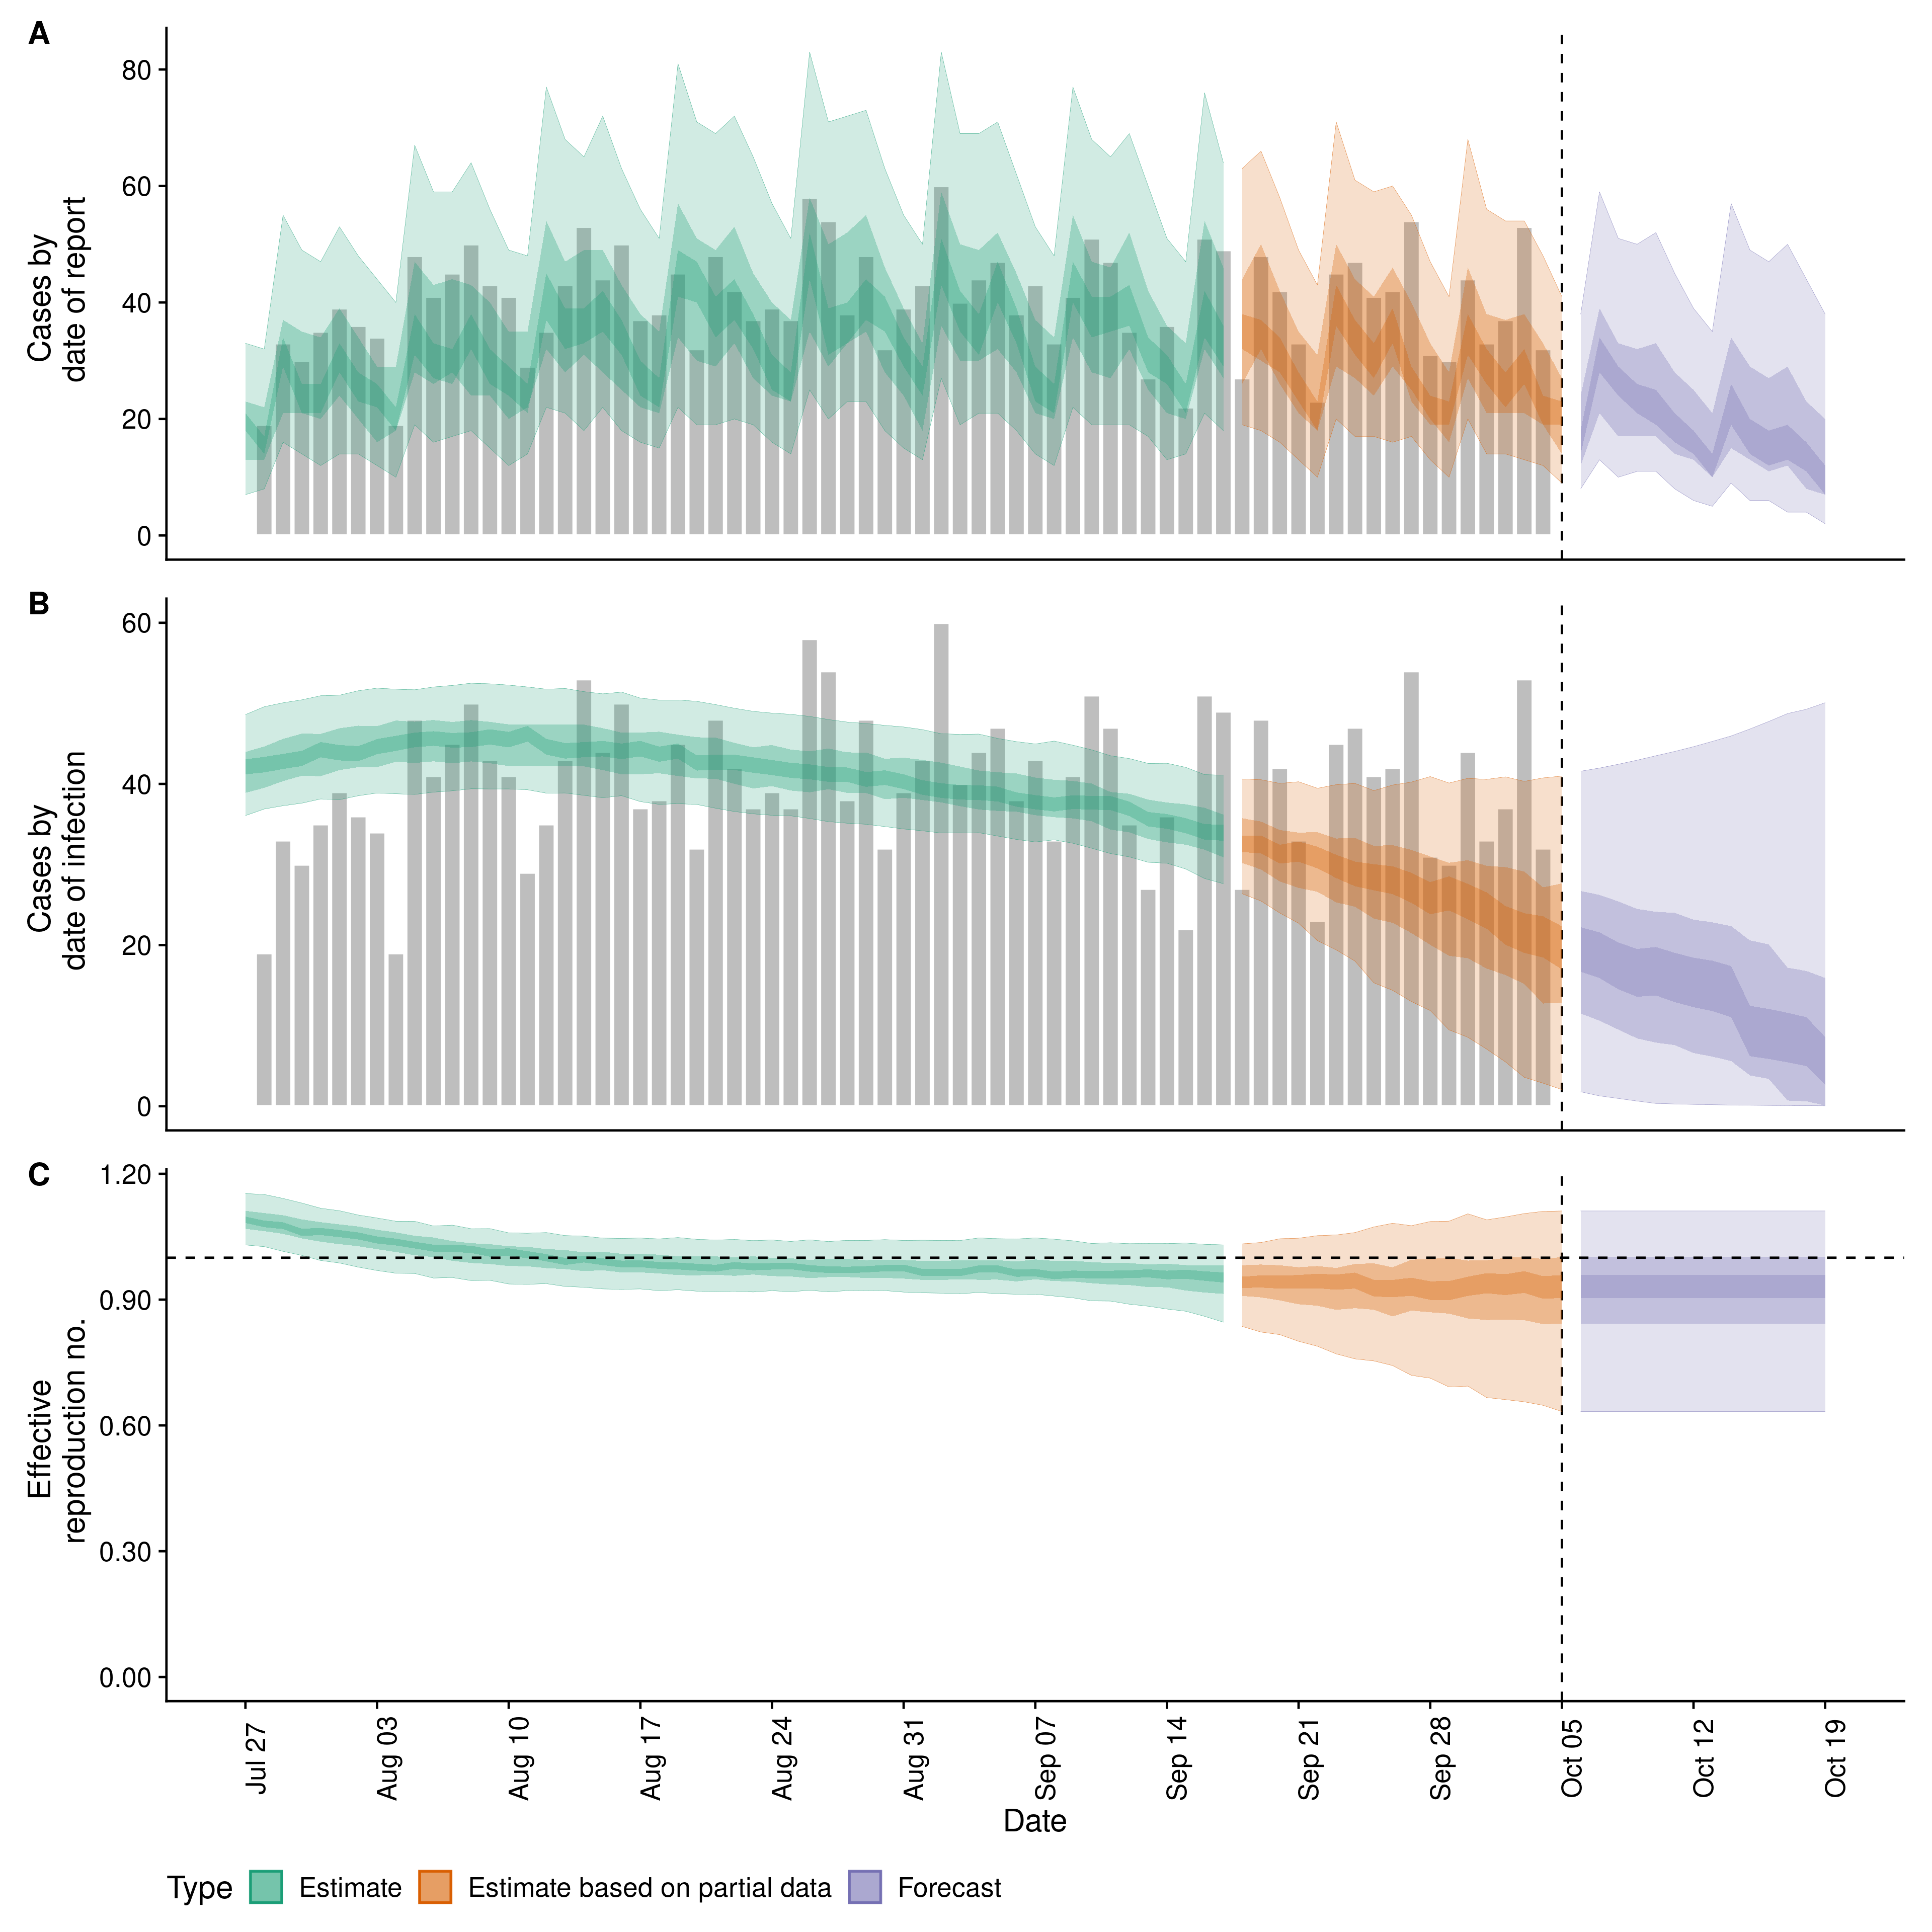 A
Cases by
date of report
80
60
40
20
0
B
Cases by
date of infection
60
40
20
0
C
Effective
reproduction no.
1.20
0.90
0.60
0.30
0.00
Jul 27
Aug 03
Aug 10
Aug 17
Aug 24
Aug 31
Sep 07
Sep 14
Sep 21
Sep 28
Oct 05
Oct 12
Oct 19
Date
Type Estimate Estimate based on partial data Forecast